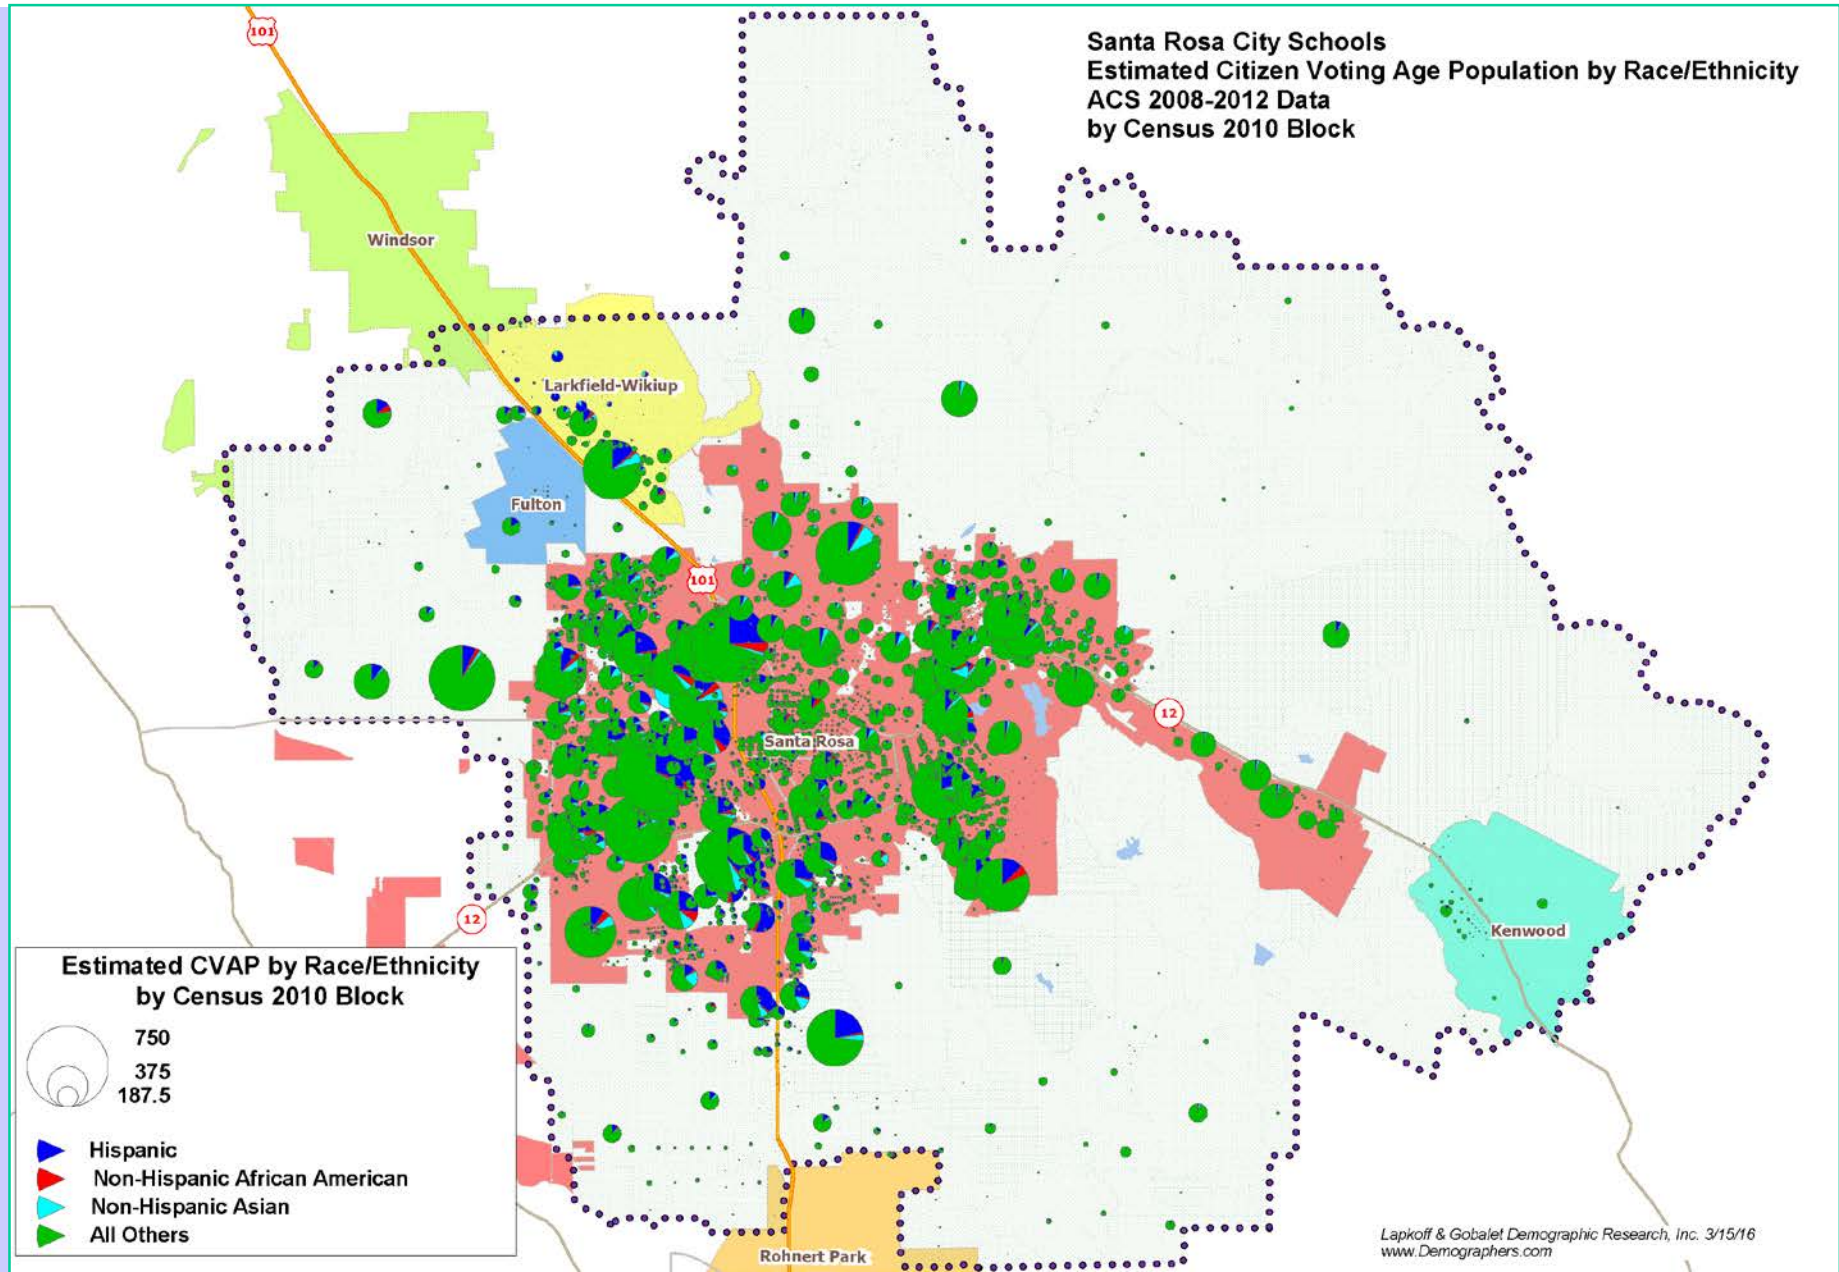 101
Santa Rosa City Schools
Estimated Citizen Voting Age Population by Race/Ethnicity
ACS 2008-2012 Data
by Census 2010 Block
Windsor
Larkfield-Wikiup
Fulton
101
12
Santa Rosa
12
Kenwood
Estimated CVAP by Race/Ethnicity
by Census 2010 Block
750
375
187.5
Hispanic
Non-Hispanic African American
Non-Hispanic Asian
All Others
Rohnert Park
Lapkoff & Gobalet Demographic Research, Inc. 3/15/16
www.Demographers.com